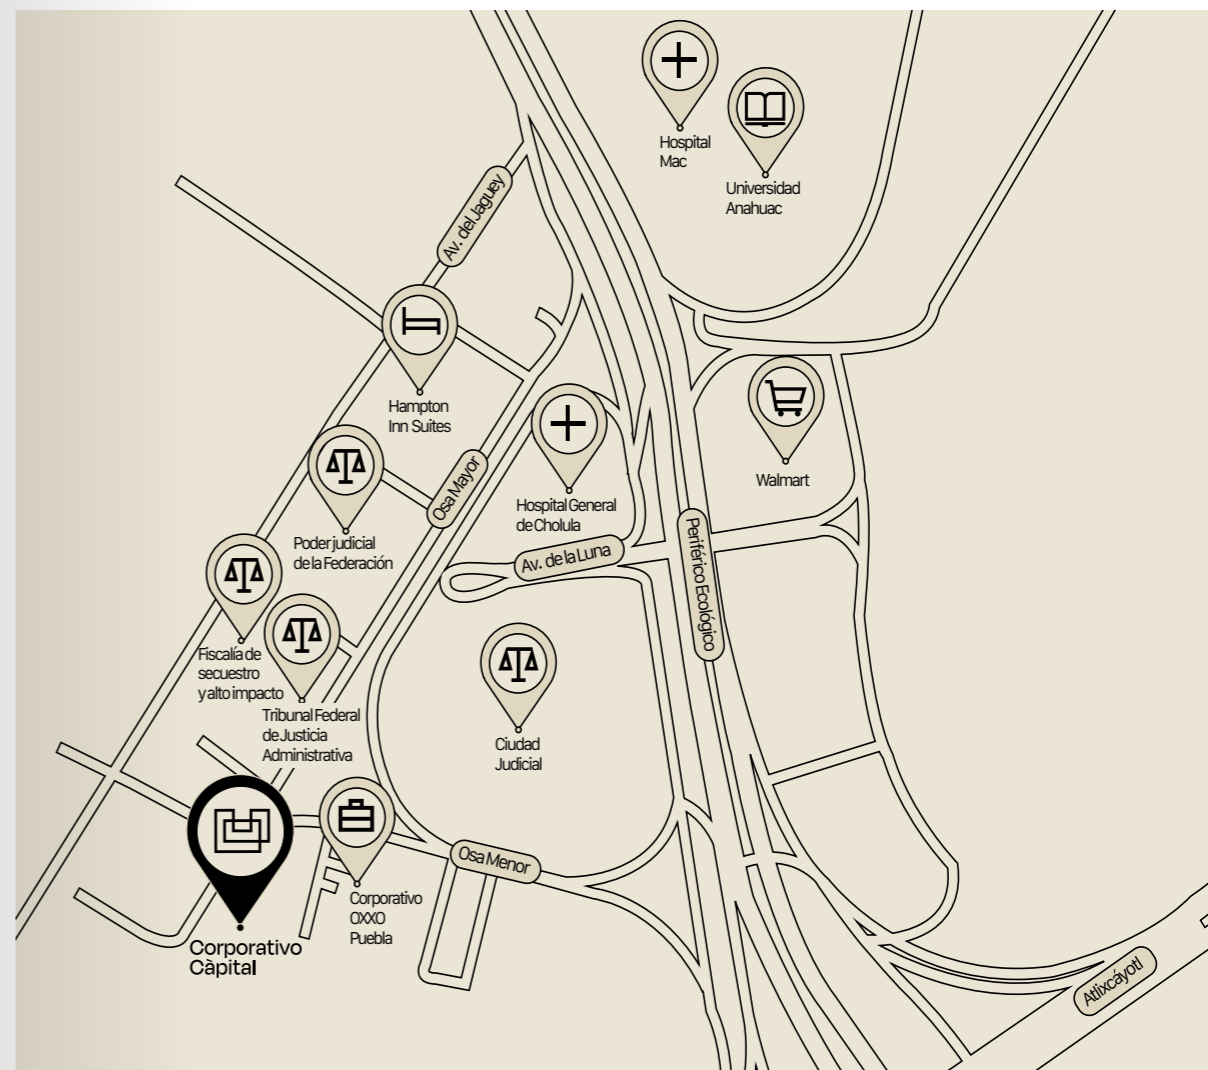 Hospital
Mac
Universidad
Anahuac
Av. del Jaguey
Hampton
Inn Suites
Walmart
Osa Mayor
Hospital General
de Cholula
Poder judicial
de la Federación
Av. de la Luna
Periférico Ecológico
Fiscalía de
secuestro
y alto impacto
Tribunal Federal
de Justicia
Administrativa
Ciudad
Judicial
Osa Menor
Corporativo
OXXO
Puebla
Corporativo
Càpital
Atlixcáyotl